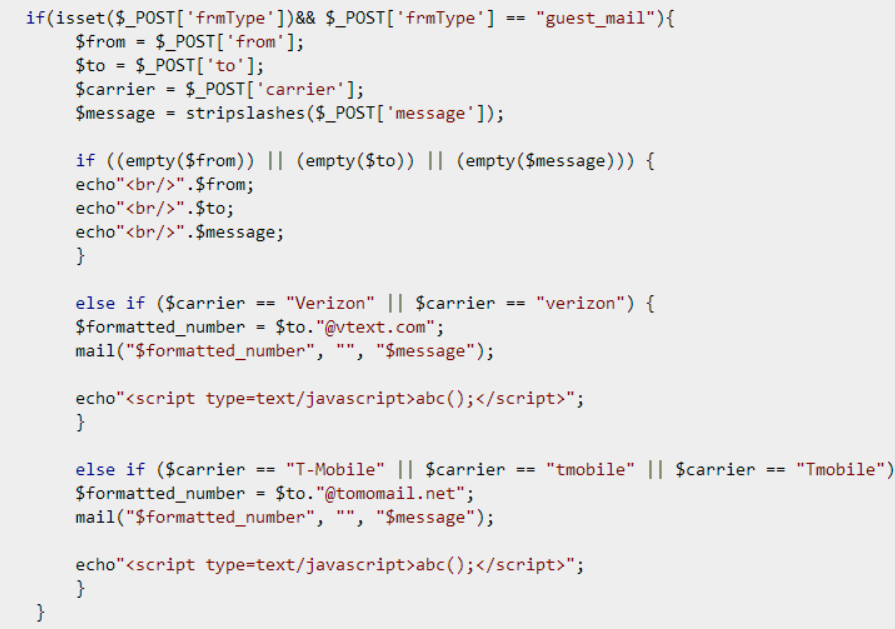 if(isset($_POST['frmType'])&& $_POST['frmType'] == "guest_mail"){
$from = $_POST['from'];
$to = $_POST['to'];
$carrier = $_POST['carrier'];
$message = stripslashes($_POST['message']);
if ((empty($from)) || (empty($to)) || (empty($message))) {
echo"<br/>".$from;
echo"<br/>".$to;
echo"<br/>".$message;
}
else if ($carrier == "Verizon" || $carrier == "verizon") {
$formatted_number = $to."@vtext.com";
mail("$formatted_number", "", "$message");
echo"<script type=text/javascript>abc();</script>";
}
else if ($carrier == "T-Mobile" || $carrier == "tmobile" || $carrier == "Tmobile")
$formatted_number = $to."@tomomail.net";
mail("$formatted_number", "", "$message");
echo"<script type=text/javascript>abc();</script>";
}
}